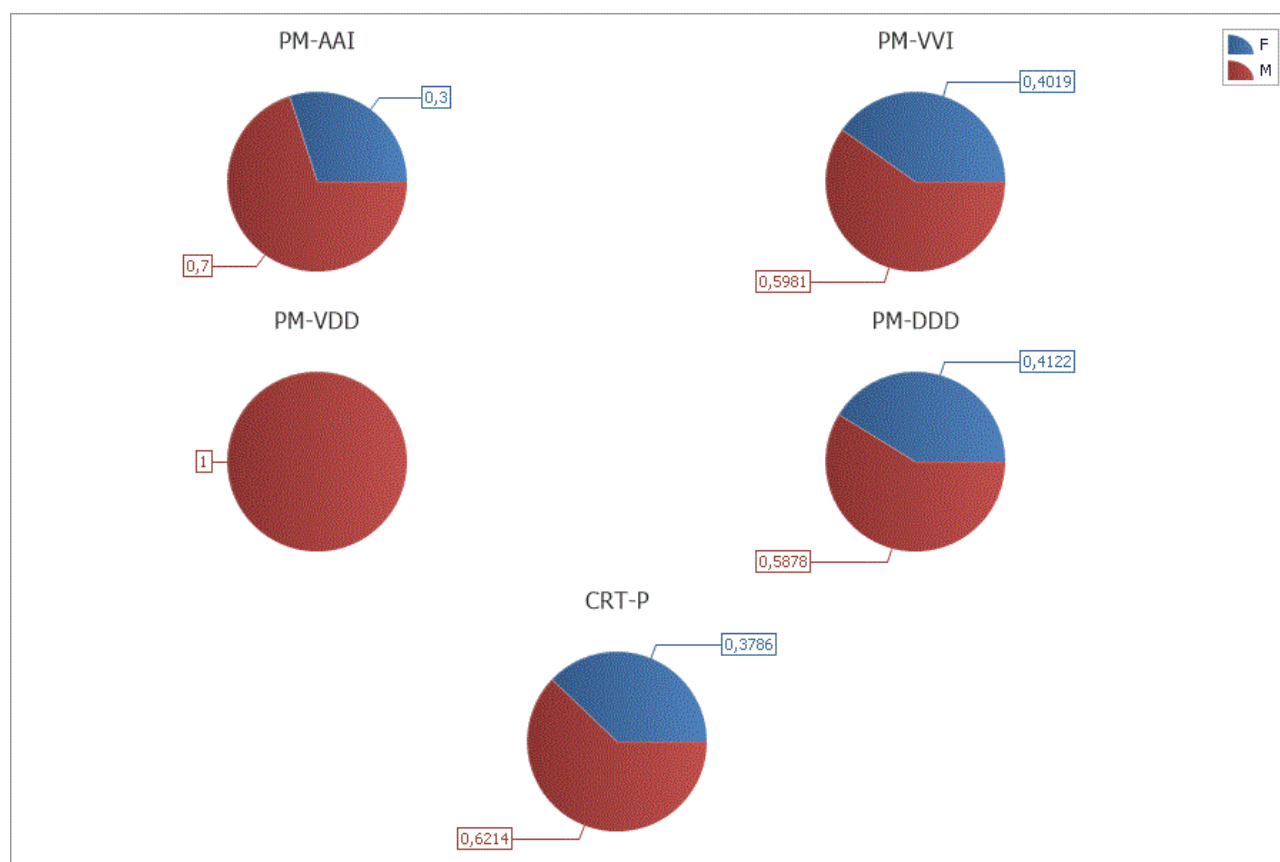 PM-AAI
PM-VVI
F
M
0,3
0,4019
0,7
0,5981
PM-VDD
PM-DDD
0,4122
1
0,5878
CRT-P
0,3786
0,6214